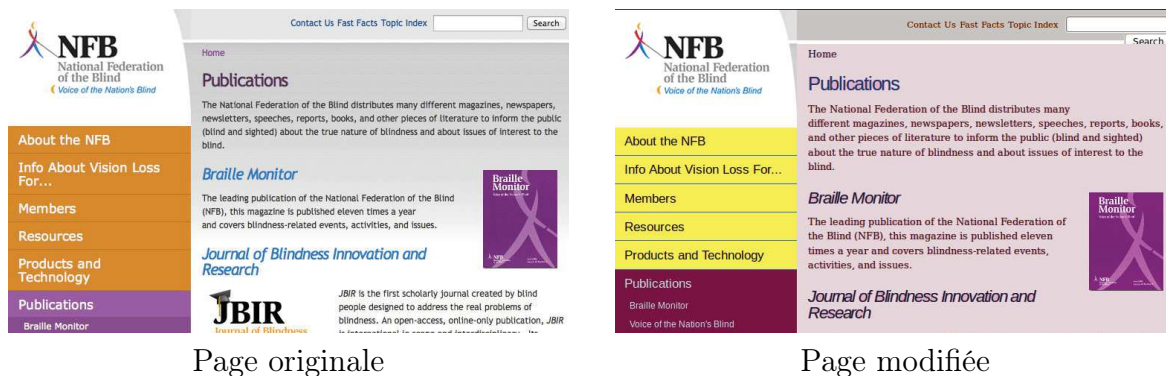 Contact Us Fast Facts Topic Index
Search
NFB
National Federation
of the Blind
Voice of the Nation's Blind
Home
Publications
The National Federation of the Blind distributes many different magazines, newspapers,
newsletters, speeches, reports, books, and other pieces of literature to inform the public
(blind and sighted) about the true nature of blindness and about issues of interest to the
blind.
About the NFB
Info About Vision Loss
For...
Members
Resources
Products and
Technology
Publications
Braille Monitor
Braille Monitor
The leading publication of the National Federation of the Blind
(NFB), this magazine is published eleven times a year
and covers blindness-related events, activities, and issues.
Braille
Monitor
Journal of Blindness Innovation and
Research
JBIR
Journal of Blindness
JBIR is the first scholarly journal created by blind
people designed to address the real problems of
blindness. An open-access, online-only publication, JBIR
is international in scope and interdisciplinary. Its
Page originale
Contact Us Fast Facts Topic Index
Search
NFB
National Federation
of the Blind
Voice of the Nation's Blind
Home
Publications
The National Federation of the Blind distributes many
different magazines, newspapers, newsletters, speeches, reports, books,
and other pieces of literature to inform the public (blind and sighted)
about the true nature of blindness and about issues of interest to the
blind.
About the NFB
Info About Vision Loss For...
Members
Resources
Products and Technology
Publications
Braille Monitor
Voice of the Nation's Blind
Braille Monitor
The leading publication of the National Federation of
the Blind (NFB), this magazine is published eleven
times a year and covers blindness-related events,
activities, and issues.
Braille
Monitor
Journal of Blindness Innovation and
Research
Page modifiée